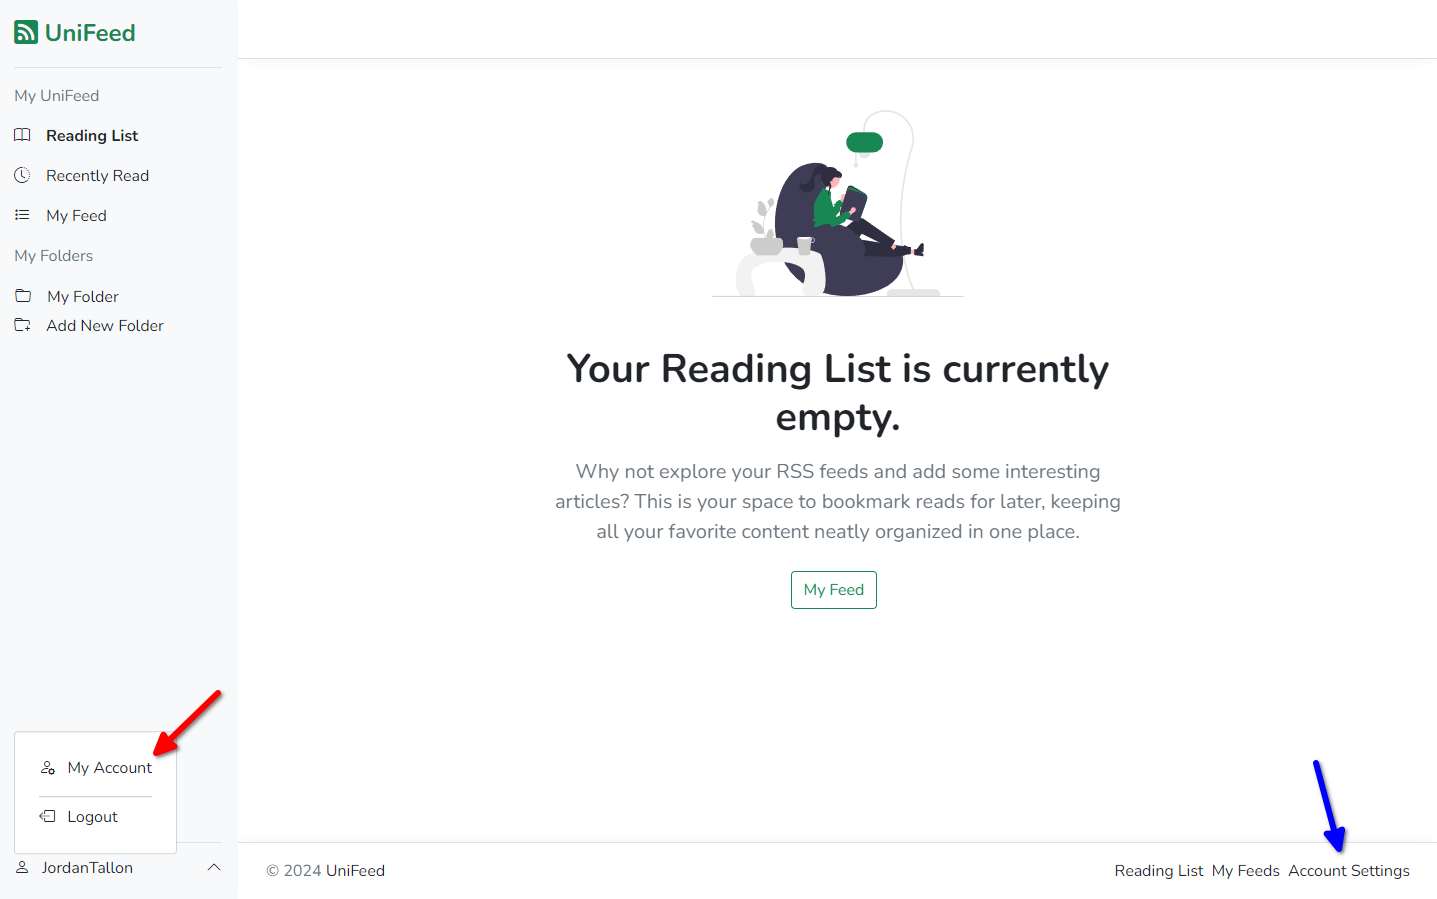 UniFeed
My UniFeed
Reading List
Recently Read
My Feed
My Folders
My Folder
Add New Folder
Your Reading List is currently
empty.
Why not explore your RSS feeds and add some interesting
articles? This is your space to bookmark reads for later, keeping
all your favorite content neatly organized in one place.
My Feed
My Account
Logout
JordanTallon
© 2024 UniFeed
Reading List My Feeds Account Settings